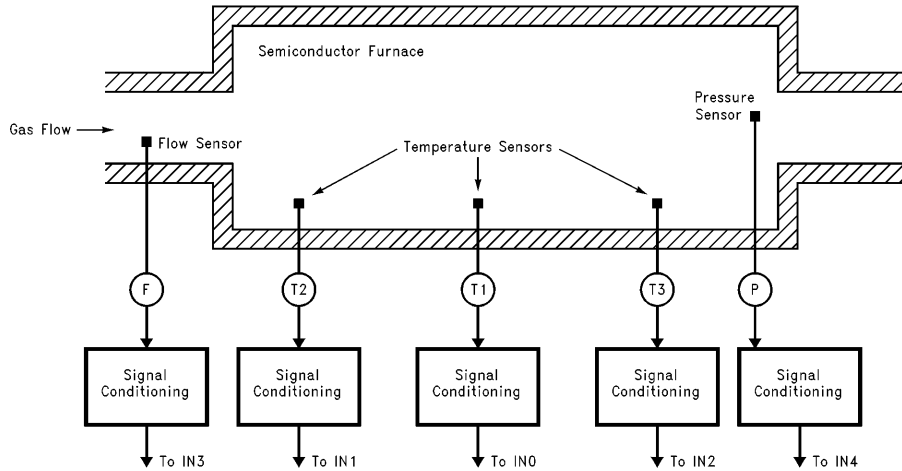 Semiconductor Furnace
Pressure
Sensor
Gas Flow
Flow Sensor
Temperature Sensors
F
T2
T1
T3
P
Signal
Conditioning
Signal
Conditioning
Signal
Conditioning
Signal
Conditioning
Signal
Conditioning
To IN3
To IN1
To IN0
To IN2
To IN4